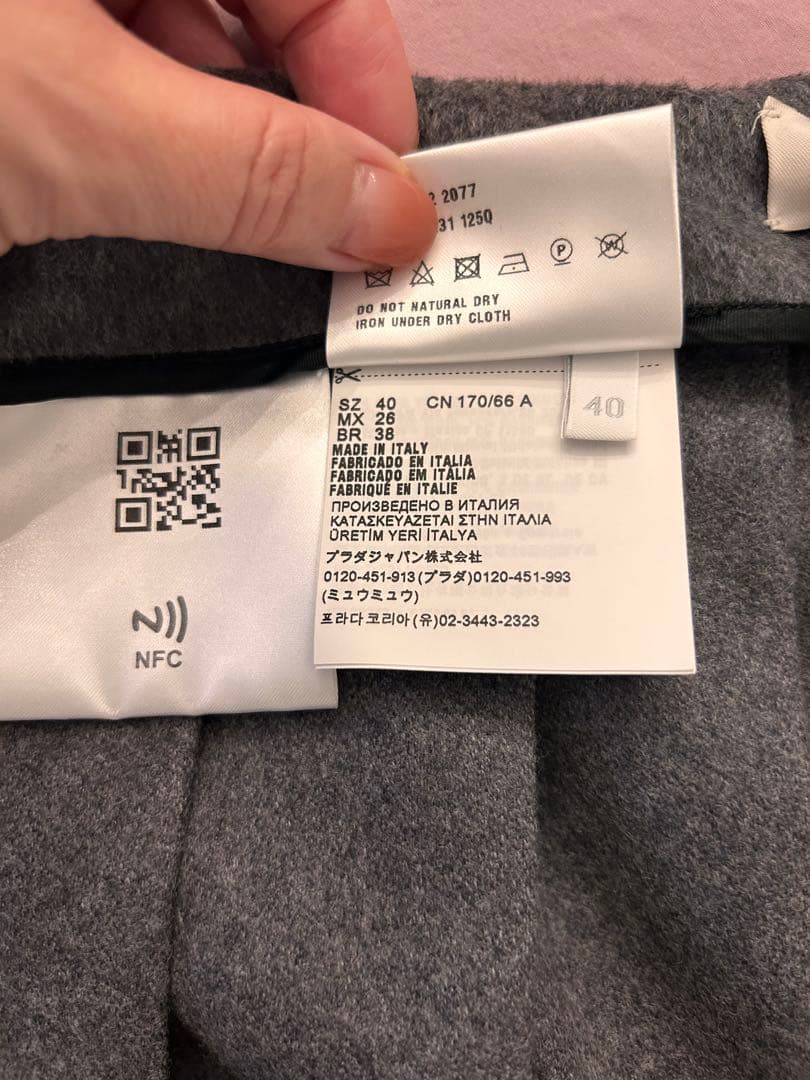 2 2077
31 125Q
P
W
DO NOT NATURAL DRY
IRON UNDER DRY CLOTH
SZ 40 CN 170/66 A
MX 26
BR 38
40
MADE IN ITALY
FABRICADO EN ITALIA
FABRICADO EM ITÁLIA
FABRIQUÉ EN ITALIE
ПРОИЗВЕДЕНО В ИТАЛИЯ
ΚΑΤΑΣΚΕΥΑΖΕΤΑΙ ΣΤΗΝ ΙΤΑΛΙΑ
ÜRETİM YERİ İTALYA
プラダジャパン株式会社
0120-451-913(プラダ)0120-451-993
(ミュウミュウ)
프라다코리아(유)02-3443-2323
NFC